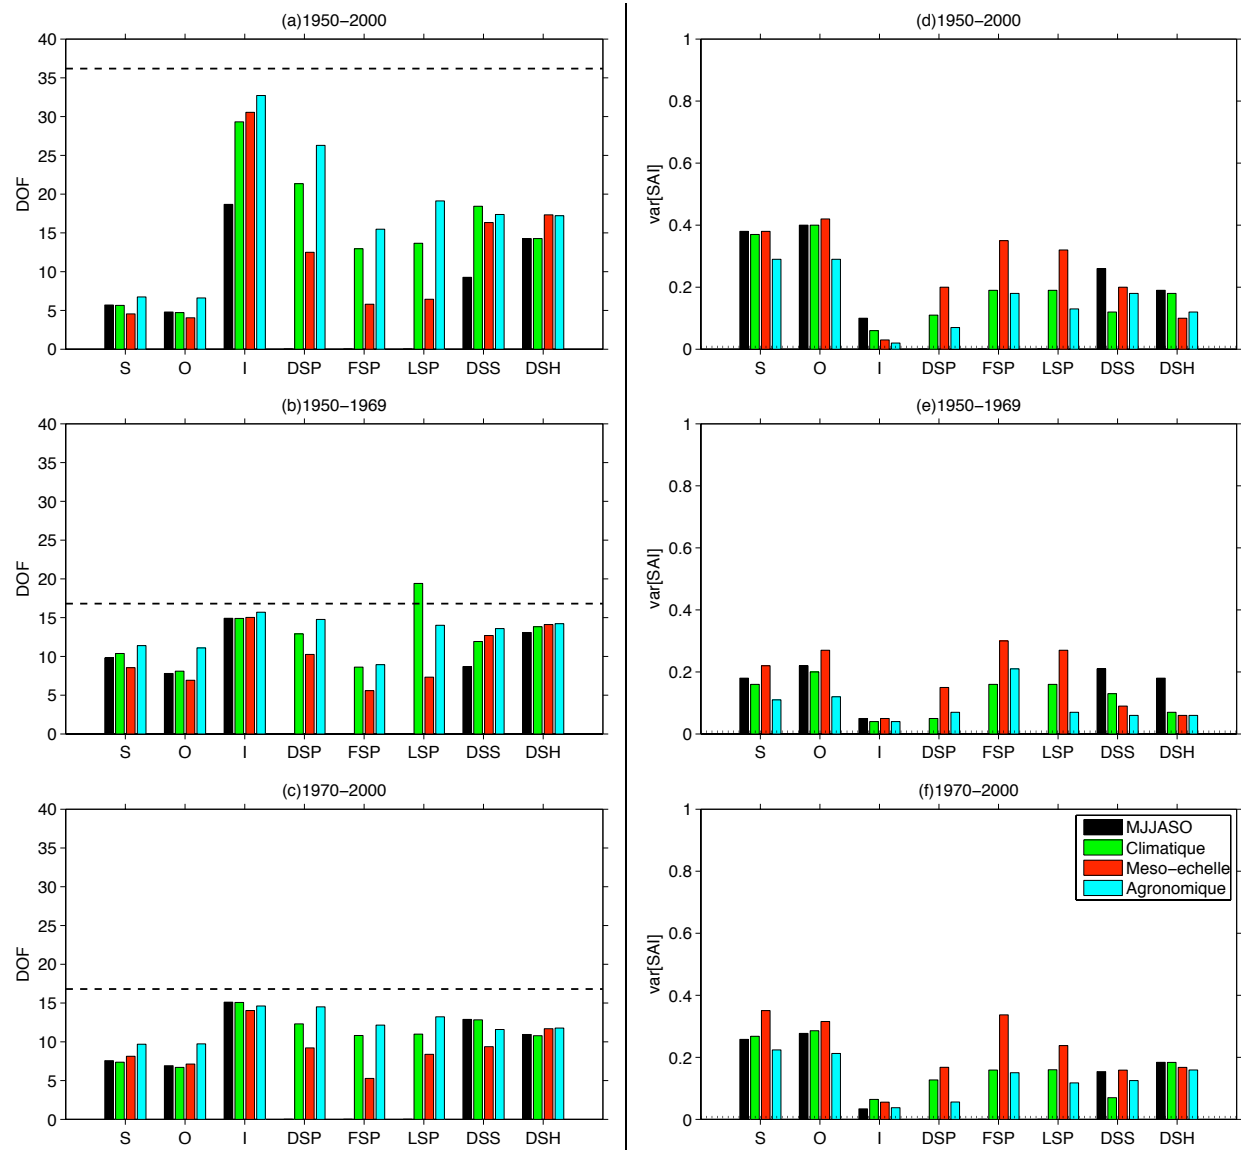 (a)1950−2000
40
35
30
25
20
15
10
5
0
DOF
S O I DSP FSP LSP DSS DSH
(b)1950−1969
40
35
30
25
20
15
10
5
0
DOF
S O I DSP FSP LSP DSS DSH
(c)1970−2000
40
35
30
25
20
15
10
5
0
DOF
S O I DSP FSP LSP DSS DSH
(d)1950−2000
1
0.8
0.6
0.4
0.2
0
var[SAI]
S O I DSP FSP LSP DSS DSH
(e)1950−1969
1
0.8
0.6
0.4
0.2
0
var[SAI]
S O I DSP FSP LSP DSS DSH
(f)1970−2000
1
0.8
0.6
0.4
0.2
0
var[SAI]
MJJASO
Climatique
Meso−echelle
Agronomique
S O I DSP FSP LSP DSS DSH